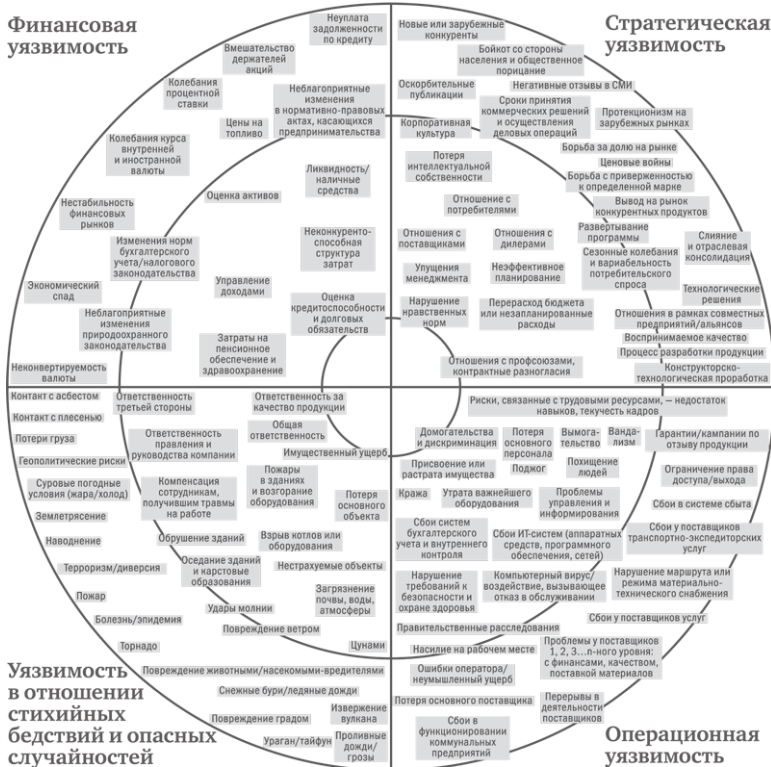 Финансовая
уязвимость
Неуплата
задолженности
по кредиту
Вмешательство
держателей
акций
Колебания
процентной
ставки
Неблагоприятные
изменения
в нормативно-правовых
актах, касающихся
предпринимательства
Цены на
топливо
Колебания курса
внутренней
и иностранной
валюты
Ликвидность/
наличные
средства
Оценка активов
Нестабильность
финансовых
рынков
Изменения норм
бухгалтерского
учета/налогового
законодательства
Неконкуренто-
способная
структура
затрат
Экономический
спад
Управление
доходами
Оценка
кредитоспособности
и долговых
обязательств
Неблагоприятные
изменения
природоохранного
законодательства
Затраты на
пенсионное
обеспечение и
здравоохранение
Неконвертируемость
валюты
Стратегическая
уязвимость
Новые или зарубежные
конкуренты
Бойкот со стороны
населения и общественное
порицание
Оскорбительные
публикации
Негативные отзывы в СМИ
Сроки принятия
коммерческих решений
и осуществления
деловых операций
Протекционизм на
зарубежных рынках
Корпоративная
культура
Борьба за долю на рынке
Потеря
интеллектуальной
собственности
Ценовые войны
Борьба с приверженностью
к определенной марке
Отношение с
потребителями
Вывод на рынок
конкурентных продуктов
Отношения с
поставщиками
Отношения с
дилерами
Развертывание
программы
Слияние
и отраслевая
консолидация
Сезонные колебания
и вариабельность
потребительского
спроса
Упущения
менеджмента
Неэффективное
планирование
Технологические
решения
Нарушение
нравственных
норм
Перерасход бюджета
или незапланированные
расходы
Отношения в рамках совместных
предприятий/альянсов
Воспринимаемое качество
Процесс разработки продукции
Отношения с профсоюзами,
контрактные разногласия
Конструкторско-
технологическая проработка
Контакт с асбестом
Ответственность
третьей стороны
Ответственность за
качество продукции
Контакт с плесенью
Общая
ответственность
Потери груза
Ответственность
правления и
руководства компании
Имущественный ущерб
Геополитические риски
Пожары
в зданиях
и возгорание
оборудования
Суровые погодные
условия (жара/холод)
Компенсация
сотрудникам,
получившим травмы
на работе
Потеря
основного
объекта
Землетрясение
Наводнение
Обрушение зданий
Взрыв котлов или
оборудования
Оседание зданий
и карстовые
образования
Нестрахуемые объекты
Терроризм/диверсия
Загрязнение
почвы, воды,
атмосферы
Пожар
Удары молнии
Болезнь/эпидемия
Повреждение ветром
Торнадо
Цунами
Повреждение животными/насекомыми-вредителями
Снежные бури/ледяные дожди
Извержение
вулкана
Повреждение градом
Ураган/тайфун
Проливные
дожди/
грозы
Уязвимость
в отношении
стихийных
бедствий и опасных
случайностей
Риски, связанные с трудовыми ресурсами, — недостаток
навыков, текучесть кадров
Домогательства
и дискриминация
Потеря
основного
персонала
Вымога-
тельство
Ванда-
лизм
Гарантии/кампании по
отзыву продукции
Присвоение или
растрата имущества
Поджог
Похищение
людей
Ограничение права
доступа/выхода
Кража
Утрата важнейшего
оборудования
Проблемы
управления и
информирования
Сбои в системе сбыта
Сбои систем
бухгалтерского
учета и внутреннего
контроля
Сбои ИТ-систем (аппаратных
средств, программного
обеспечения, сетей)
Сбои у поставщиков
транспортно-экспедиторских
услуг
Нарушение
требований к
безопасности и
охране здоровья
Компьютерный вирус/
воздействие, вызывающее
отказ в обслуживании
Нарушение маршрута или
режима материально-
технического снабжения
Сбои у поставщиков услуг
Правительственные расследования
Насилие на рабочем месте
Проблемы у поставщиков
1, 2, 3...n-ного уровня:
с финансами, качеством,
поставкой материалов
Ошибки оператора/
неумышленный ущерб
Потеря основного поставщика
Перерывы в
деятельности
поставщиков
Сбои в
функционировании
коммунальных
предприятий
Операционная
уязвимость